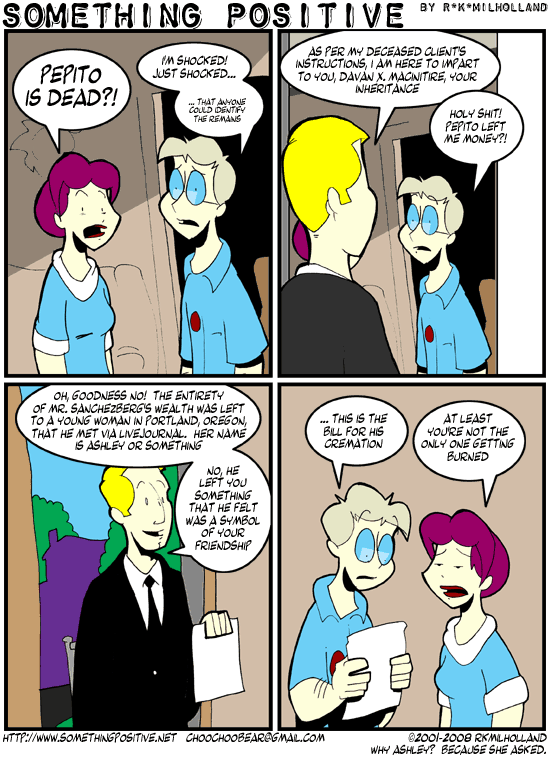 SOMETHING POSITIVE
BY R*K*MILHOLLAND
PEPITO
IS DEAD?!
I'M SHOCKED!
JUST SHOCKED...
... THAT ANYONE
COULD IDENTIFY
THE REMAINS
AS PER MY DECEASED CLIENT'S
INSTRUCTIONS, I AM HERE TO IMPART
TO YOU, DAVAN X. MACINTIRE, YOUR
INHERITANCE
HOLY SHIT!
PEPITO LEFT
ME MONEY?!
OH, GOODNESS NO! THE ENTIRETY
OF MR. SANCHEZBERG'S WEALTH WAS LEFT
TO A YOUNG WOMAN IN PORTLAND, OREGON,
THAT HE MET VIA LIVEJOURNAL. HER NAME
IS ASHLEY OR SOMETHING
NO, HE
LEFT YOU
SOMETHING
THAT HE FELT
WAS A SYMBOL
OF YOUR
FRIENDSHIP
... THIS IS THE
BILL FOR HIS
CREMATION
AT LEAST
YOU'RE NOT THE
ONLY ONE GETTING
BURNED
HTTP://WWW.SOMETHINGPOSITIVE.NET CHOOCHOOBEAR@GMAIL.COM
©2001-2008 RKMILHOLLAND
WHY ASHLEY? BECAUSE SHE ASKED.